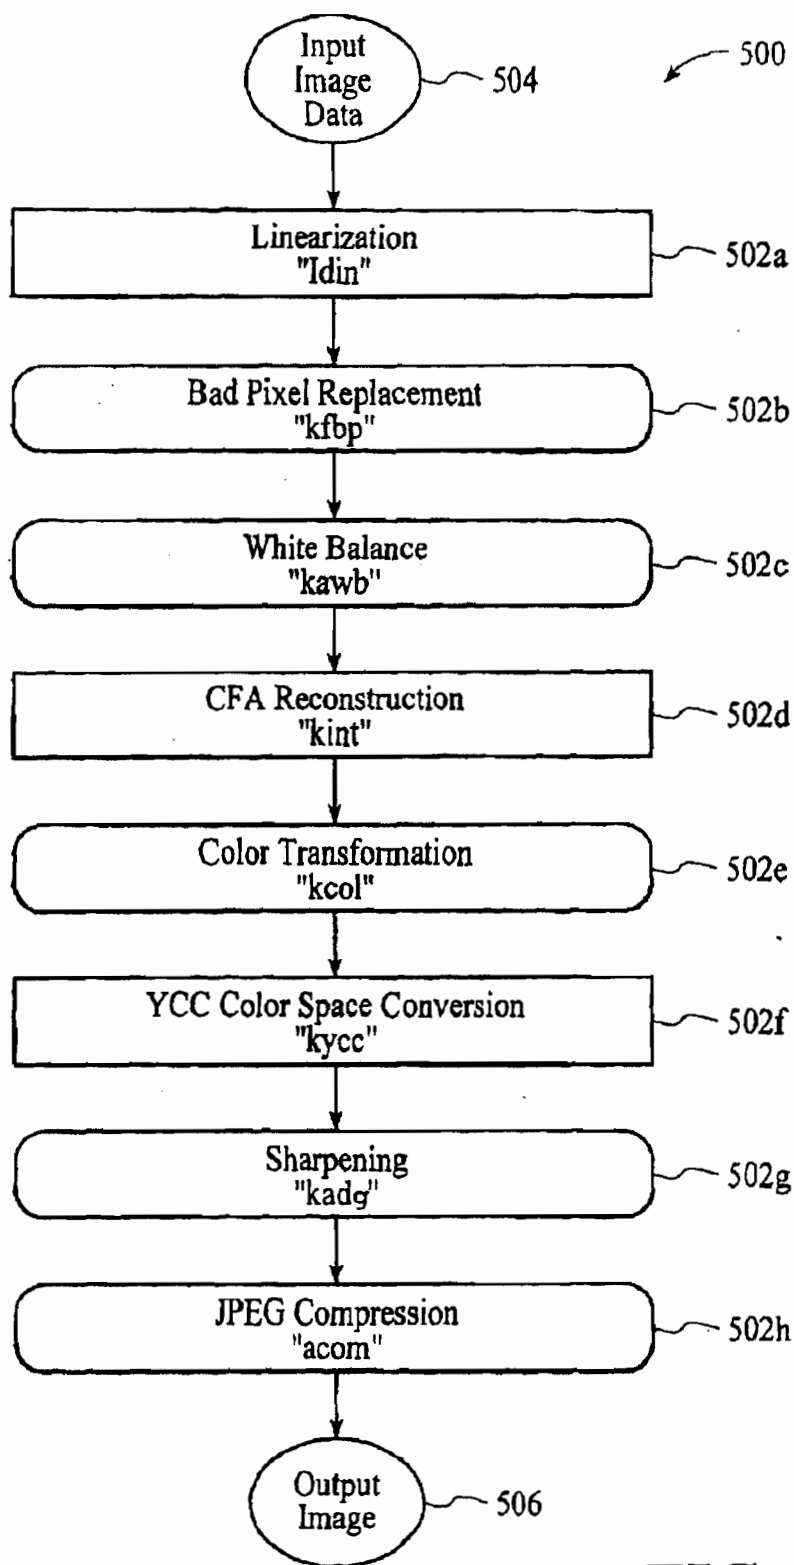 Input
Image
Data
504
500
Linearization
"Idin"
502a
Bad Pixel Replacement
"kfbp"
502b
White Balance
"kawb"
502c
CFA Reconstruction
"kint"
502d
Color Transformation
"kcol"
502e
YCC Color Space Conversion
"kycc"
502f
Sharpening
"kadg"
502g
JPEG Compression
"acom"
502h
Output
Image
506